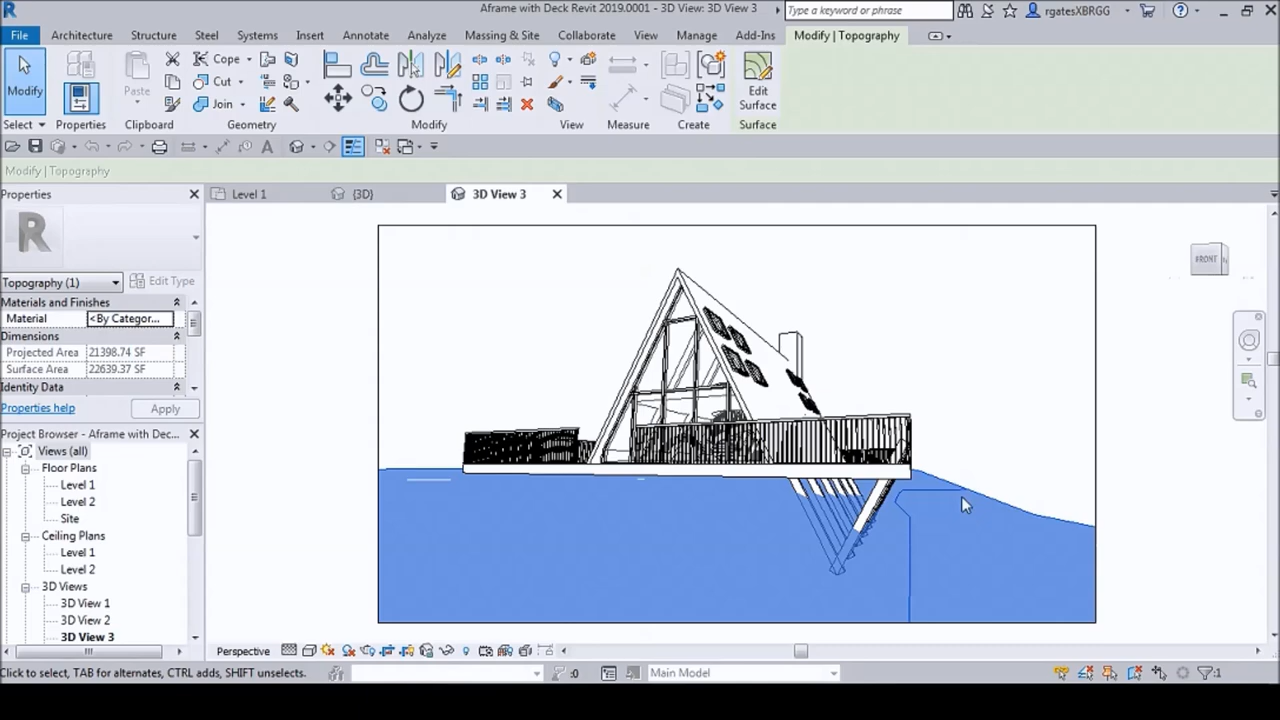 Aframe with Deck Revit 2019.0001 - 3D View: 3D View 3
Type a keyword or phrase
rgatesXBRGG
File Architecture Structure Steel Systems Insert Annotate Analyze Massing & Site Collaborate View Manage Add-Ins Modify | Topography
Modify
Paste
Cope
Cut
Join
Edit
Surface
Select Properties Clipboard Geometry Modify View Measure Create Surface
Modify | Topography
Properties
Level 1 {3D} 3D View 3
R
FRONT
Topography (1) Edit Type
Materials and Finishes
Material <By Categor...
Dimensions
Projected Area 21398.74 SF
Surface Area 22639.37 SF
Identity Data
Properties help Apply
Project Browser - Aframe with Dec...
Views (all)
Floor Plans
Level 1
Level 2
Site
Ceiling Plans
Level 1
Level 2
3D Views
3D View 1
3D View 2
3D View 3
Perspective
Click to select, TAB for alternates, CTRL adds, SHIFT unselects.
:0
Main Model
:1